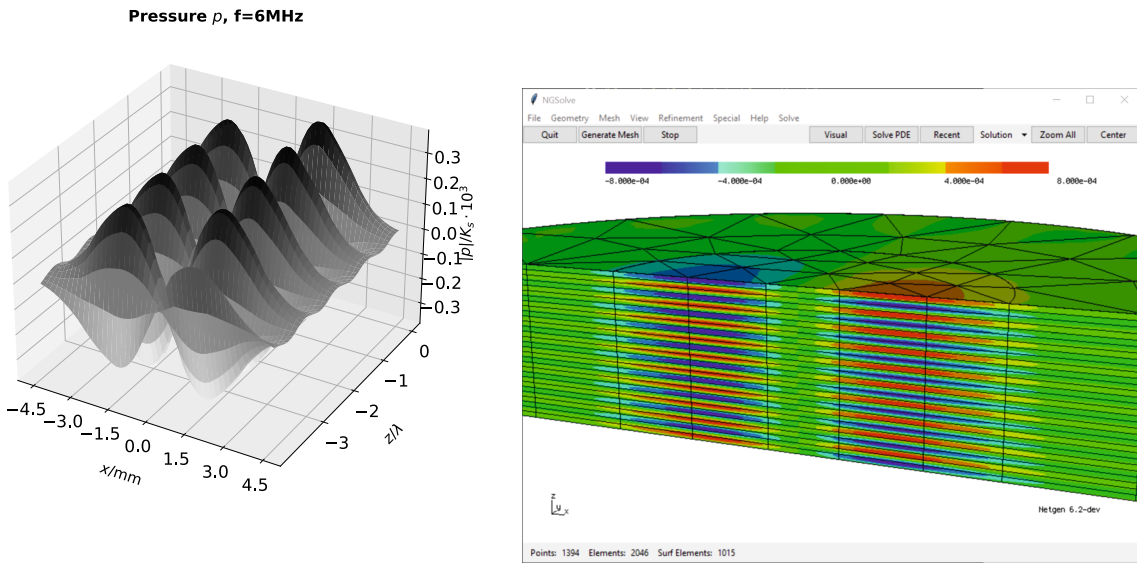 Pressure p, f=6MHz
0.3
0.2
0.1
0.0
−0.1
−0.2
−0.3
|p|/Kₛ · 10³
0
−1
−2
−3
z/λ
−4.5
−3.0
−1.5
0.0
1.5
3.0
4.5
x/mm
NGSolve
File Geometry Mesh View Refinement Special Help Solve
Quit Generate Mesh Stop Visual Solve PDE Recent Solution Zoom All Center
-8.000e-04 -4.000e-04 0.000e+00 4.000e-04 8.000e-04
z
y x
Netgen 6.2-dev
Points: 1394 Elements: 2046 Surf Elements: 1015